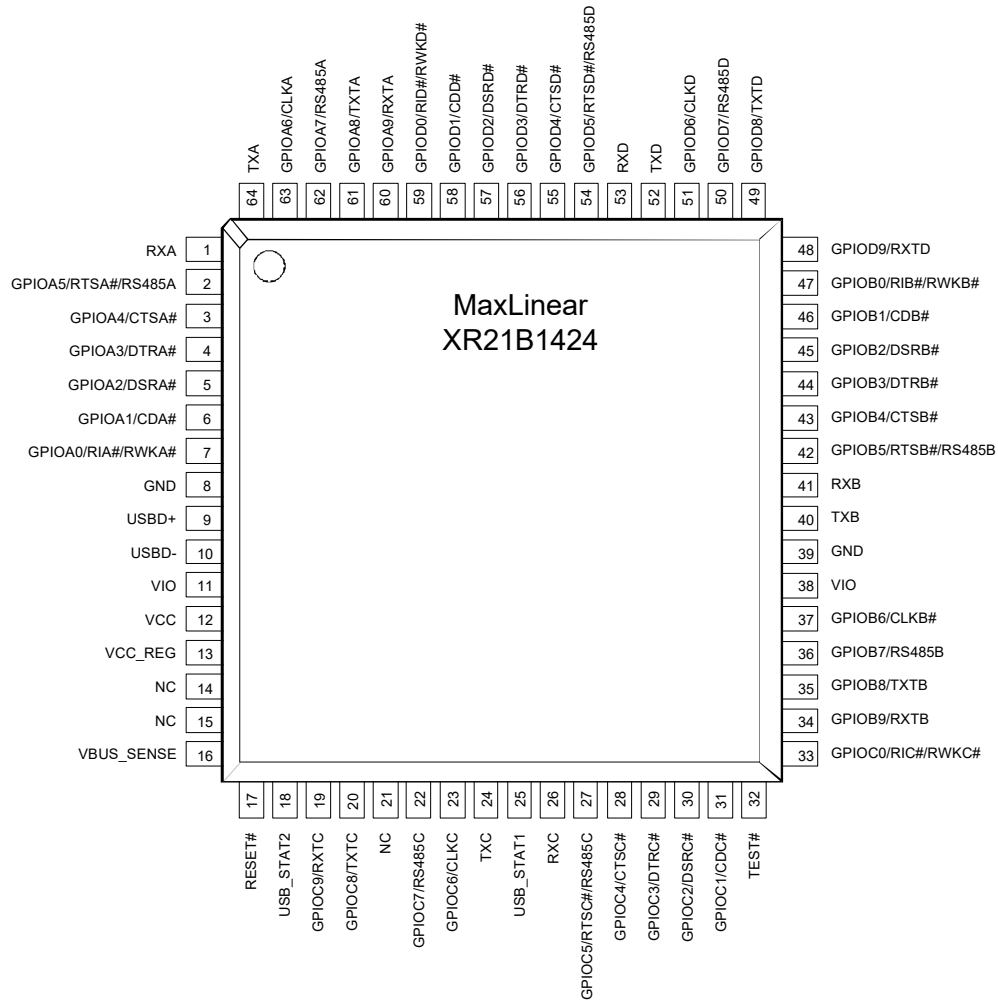 TXA
GPIOA6/CLKA
GPIOA7/RS485A
GPIOA8/TXTA
GPIOA9/RXTA
GPIOD0/RID#/RWKD#
GPIOD1/CDD#
GPIOD2/DSRD#
GPIOD3/DTRD#
GPIOD4/CTSD#
GPIOD5/RTSD#/RS485D
RXD
TXD
GPIOD6/CLKD
GPIOD7/RS485D
GPIOD8/TXTD
64
63
62
61
60
59
58
57
56
55
54
53
52
51
50
49
MaxLinear
XR21B1424
RXA 1
GPIOA5/RTSA#/RS485A 2
GPIOA4/CTSA# 3
GPIOA3/DTRA# 4
GPIOA2/DSRA# 5
GPIOA1/CDA# 6
GPIOA0/RIA#/RWKA# 7
GND 8
USBD+ 9
USBD- 10
VIO 11
VCC 12
VCC_REG 13
NC 14
NC 15
VBUS_SENSE 16
48 GPIOD9/RXTD
47 GPIOB0/RIB#/RWKB#
46 GPIOB1/CDB#
45 GPIOB2/DSRB#
44 GPIOB3/DTRB#
43 GPIOB4/CTSB#
42 GPIOB5/RTSB#/RS485B
41 RXB
40 TXB
39 GND
38 VIO
37 GPIOB6/CLKB#
36 GPIOB7/RS485B
35 GPIOB8/TXTB
34 GPIOB9/RXTB
33 GPIOC0/RIC#/RWKC#
17
18
19
20
21
22
23
24
25
26
27
28
29
30
31
32
RESET#
USB_STAT2
GPIOC9/RXTC
GPIOC8/TXTC
NC
GPIOC7/RS485C
GPIOC6/CLKC
TXC
USB_STAT1
RXC
GPIOC5/RTSC#/RS485C
GPIOC4/CTSC#
GPIOC3/DTRC#
GPIOC2/DSRC#
GPIOC1/CDC#
TEST#